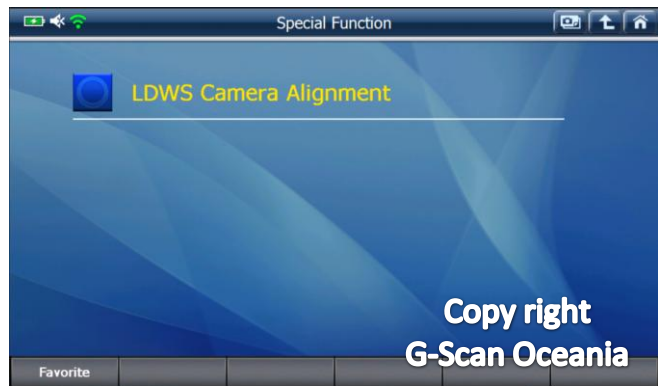 Special Function
LDWS Camera Alignment
Copy right
G-Scan Oceania
Favorite